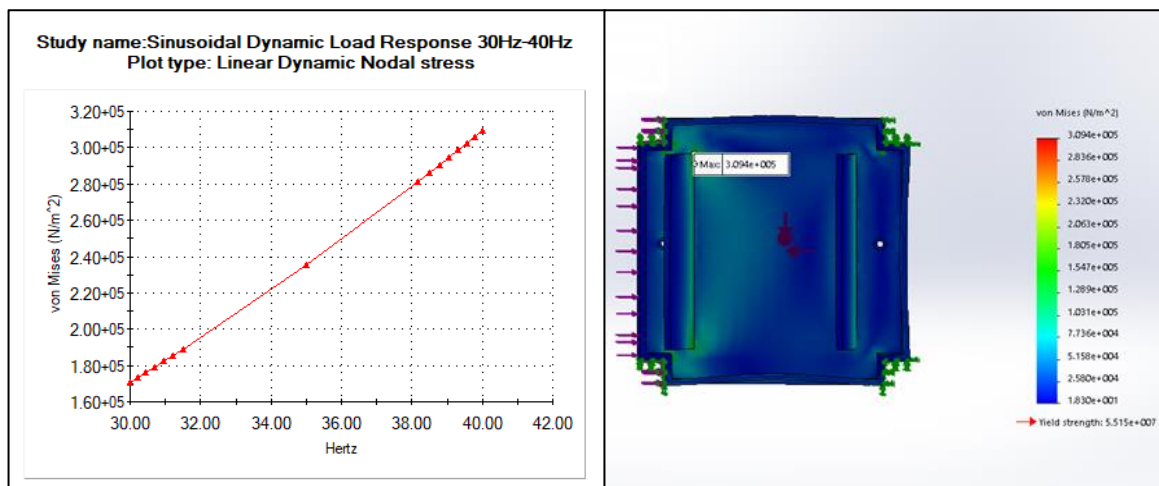 Study name:Sinusoidal Dynamic Load Response 30Hz-40Hz
Plot type: Linear Dynamic Nodal stress
von Mises (N/m^2)
3.20+05
3.00+05
2.80+05
2.60+05
2.40+05
2.20+05
2.00+05
1.80+05
1.60+05
30.00 32.00 34.00 36.00 38.00 40.00 42.00
Hertz
Max: 3.094e+005
von Mises (N/m^2)
3.094e+005
2.836e+005
2.578e+005
2.321e+005
2.063e+005
1.805e+005
1.547e+005
1.289e+005
1.031e+005
7.736e+004
5.158e+004
2.580e+004
1.830e+001
Yield strength: 5.515e+007